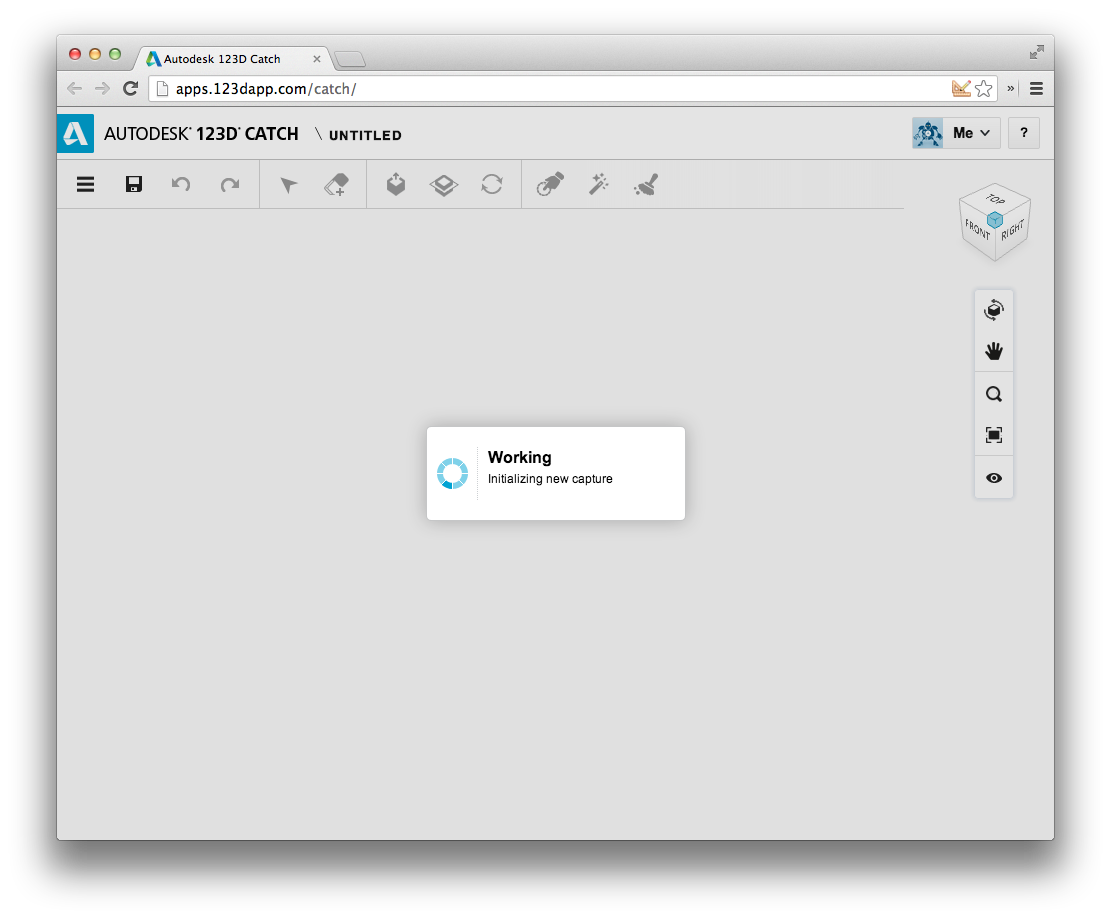 Autodesk 123D Catch
apps.123dapp.com/catch/
AUTODESK® 123D® CATCH \ UNTITLED
Me
?
TOP
FRONT
RIGHT
Working
Initializing new capture